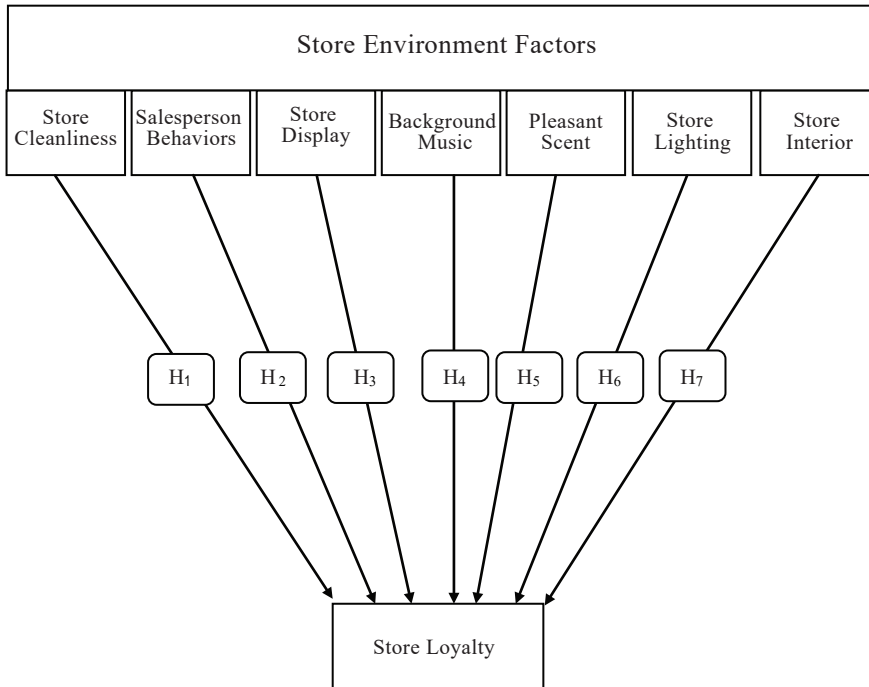 Store Environment Factors
Store
Cleanliness
Salesperson
Behaviors
Store
Display
Background
Music
Pleasant
Scent
Store
Lighting
Store
Interior
H₁
H₂
H₃
H₄
H₅
H₆
H₇
Store Loyalty